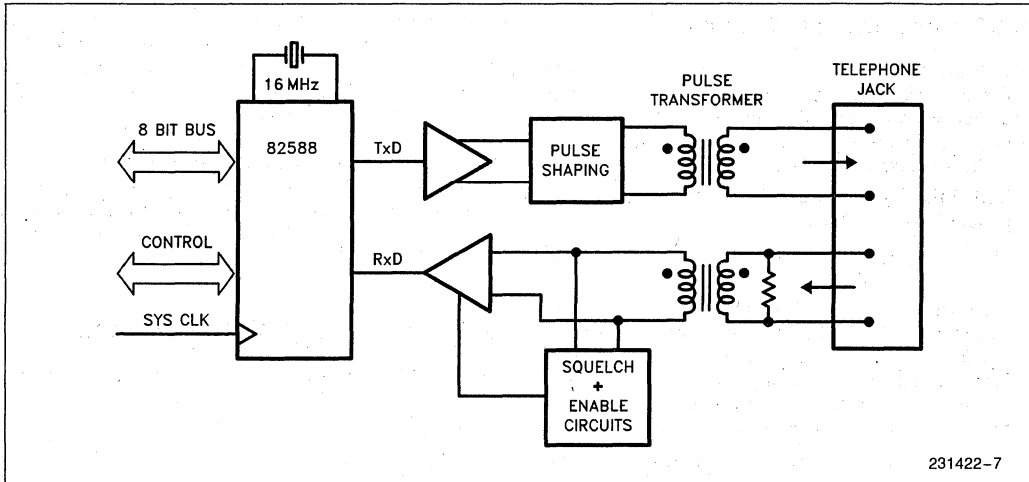 16 MHz
8 BIT BUS
82588
CONTROL
SYS CLK
TxD
RxD
PULSE
SHAPING
PULSE
TRANSFORMER
TELEPHONE
JACK
SQUELCH
+
ENABLE
CIRCUITS
231422-7